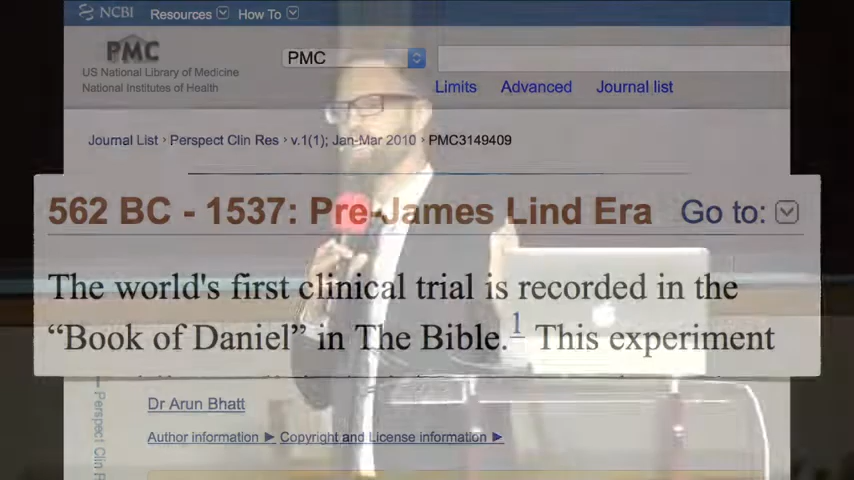 NCBI Resources How To
PMC
PMC
US National Library of Medicine
National Institutes of Health
Limits Advanced Journal list
Journal List › Perspect Clin Res › v.1(1); Jan-Mar 2010 › PMC3149409
562 BC - 1537: Pre-James Lind Era Go to:
The world's first clinical trial is recorded in the
“Book of Daniel” in The Bible.1 This experiment
Dr Arun Bhatt
Author information ► Copyright and License information ►
Perspect Clin R